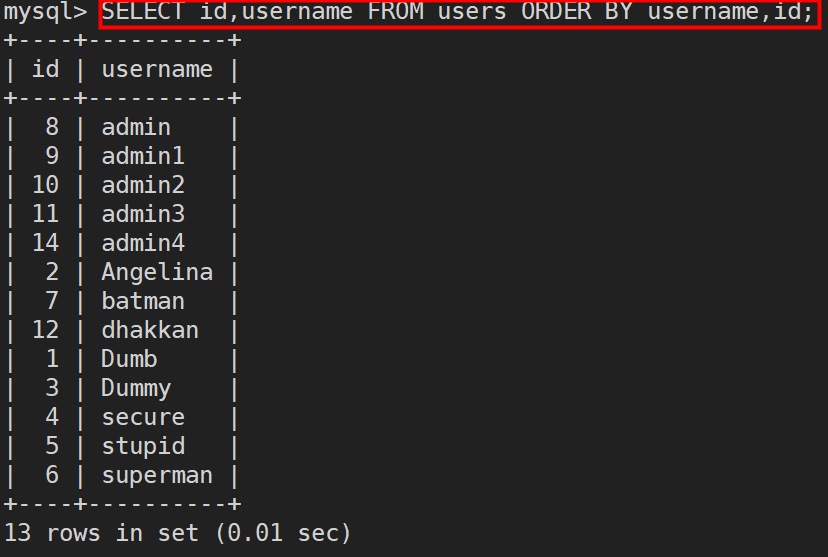 mysql> SELECT id,username FROM users ORDER BY username,id;
+----+----------+
| id | username |
+----+----------+
|  8 | admin    |
|  9 | admin1   |
| 10 | admin2   |
| 11 | admin3   |
| 14 | admin4   |
|  2 | Angelina |
|  7 | batman   |
| 12 | dhakkan  |
|  1 | Dumb     |
|  3 | Dummy    |
|  4 | secure   |
|  5 | stupid   |
|  6 | superman |
+----+----------+
13 rows in set (0.01 sec)